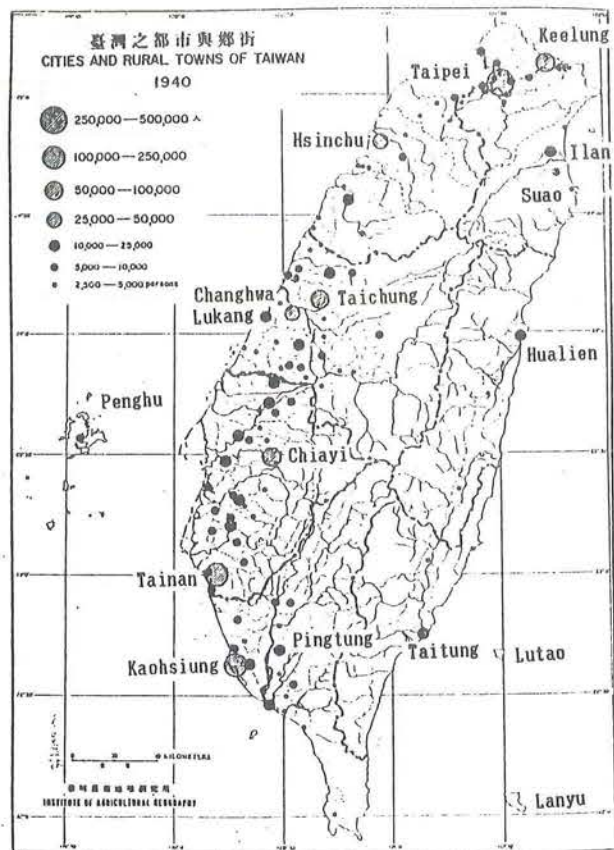 臺灣之都市與鄉街
CITIES AND RURAL TOWNS OF TAIWAN
1940
250,000—500,000人
100,000—250,000
50,000—100,000
25,000—50,000
10,000—25,000
5,000—10,000
2,500—5,000 persons
Keelung
Taipei
Hsinchu
Ilan
Suao
Changhwa
Taichung
Lukang
Hualien
Penghu
Chiayi
Tainan
Pingtung
Taitung
Kaohsiung
Lutao
Lanyu
KILOMETERS
INSTITUTE OF AGRICULTURAL GEOGRAPHY